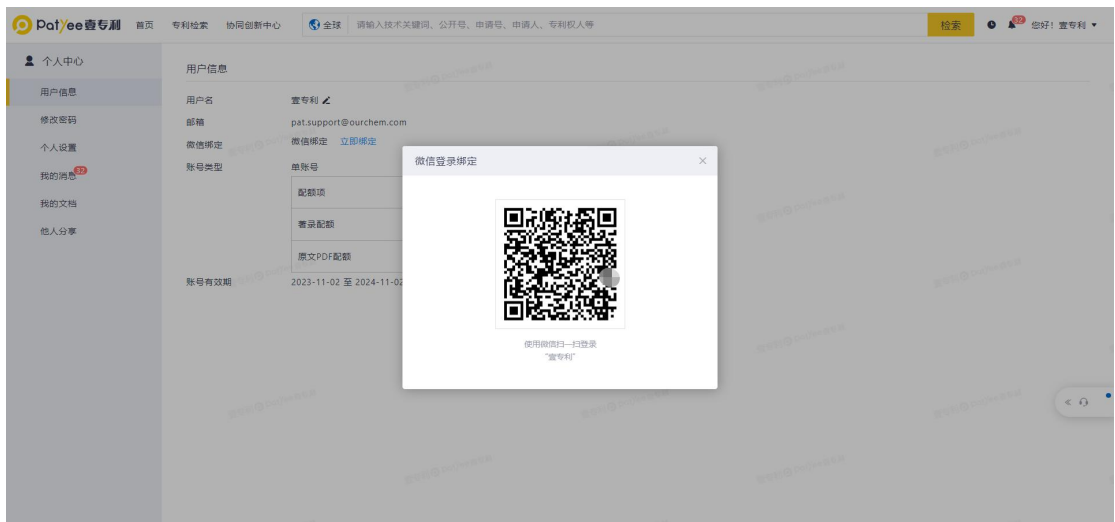 Patyee壹专利 首页 专利检索 协同创新中心 全球 请输入技术关键词、公开号、申请号、申请人、专利权人等 检索 32 您好！壹专利
个人中心
用户信息
修改密码
个人设置
我的消息 32
我的文档
他人分享
用户信息
用户名 壹专利
邮箱 pat.support@ourchem.com
微信绑定 微信绑定 立即绑定
账号类型 单账号
配额项
著录配额
原文PDF配额
账号有效期 2023-11-02 至 2024-11-02
微信登录绑定
使用微信扫一扫登录
“壹专利”